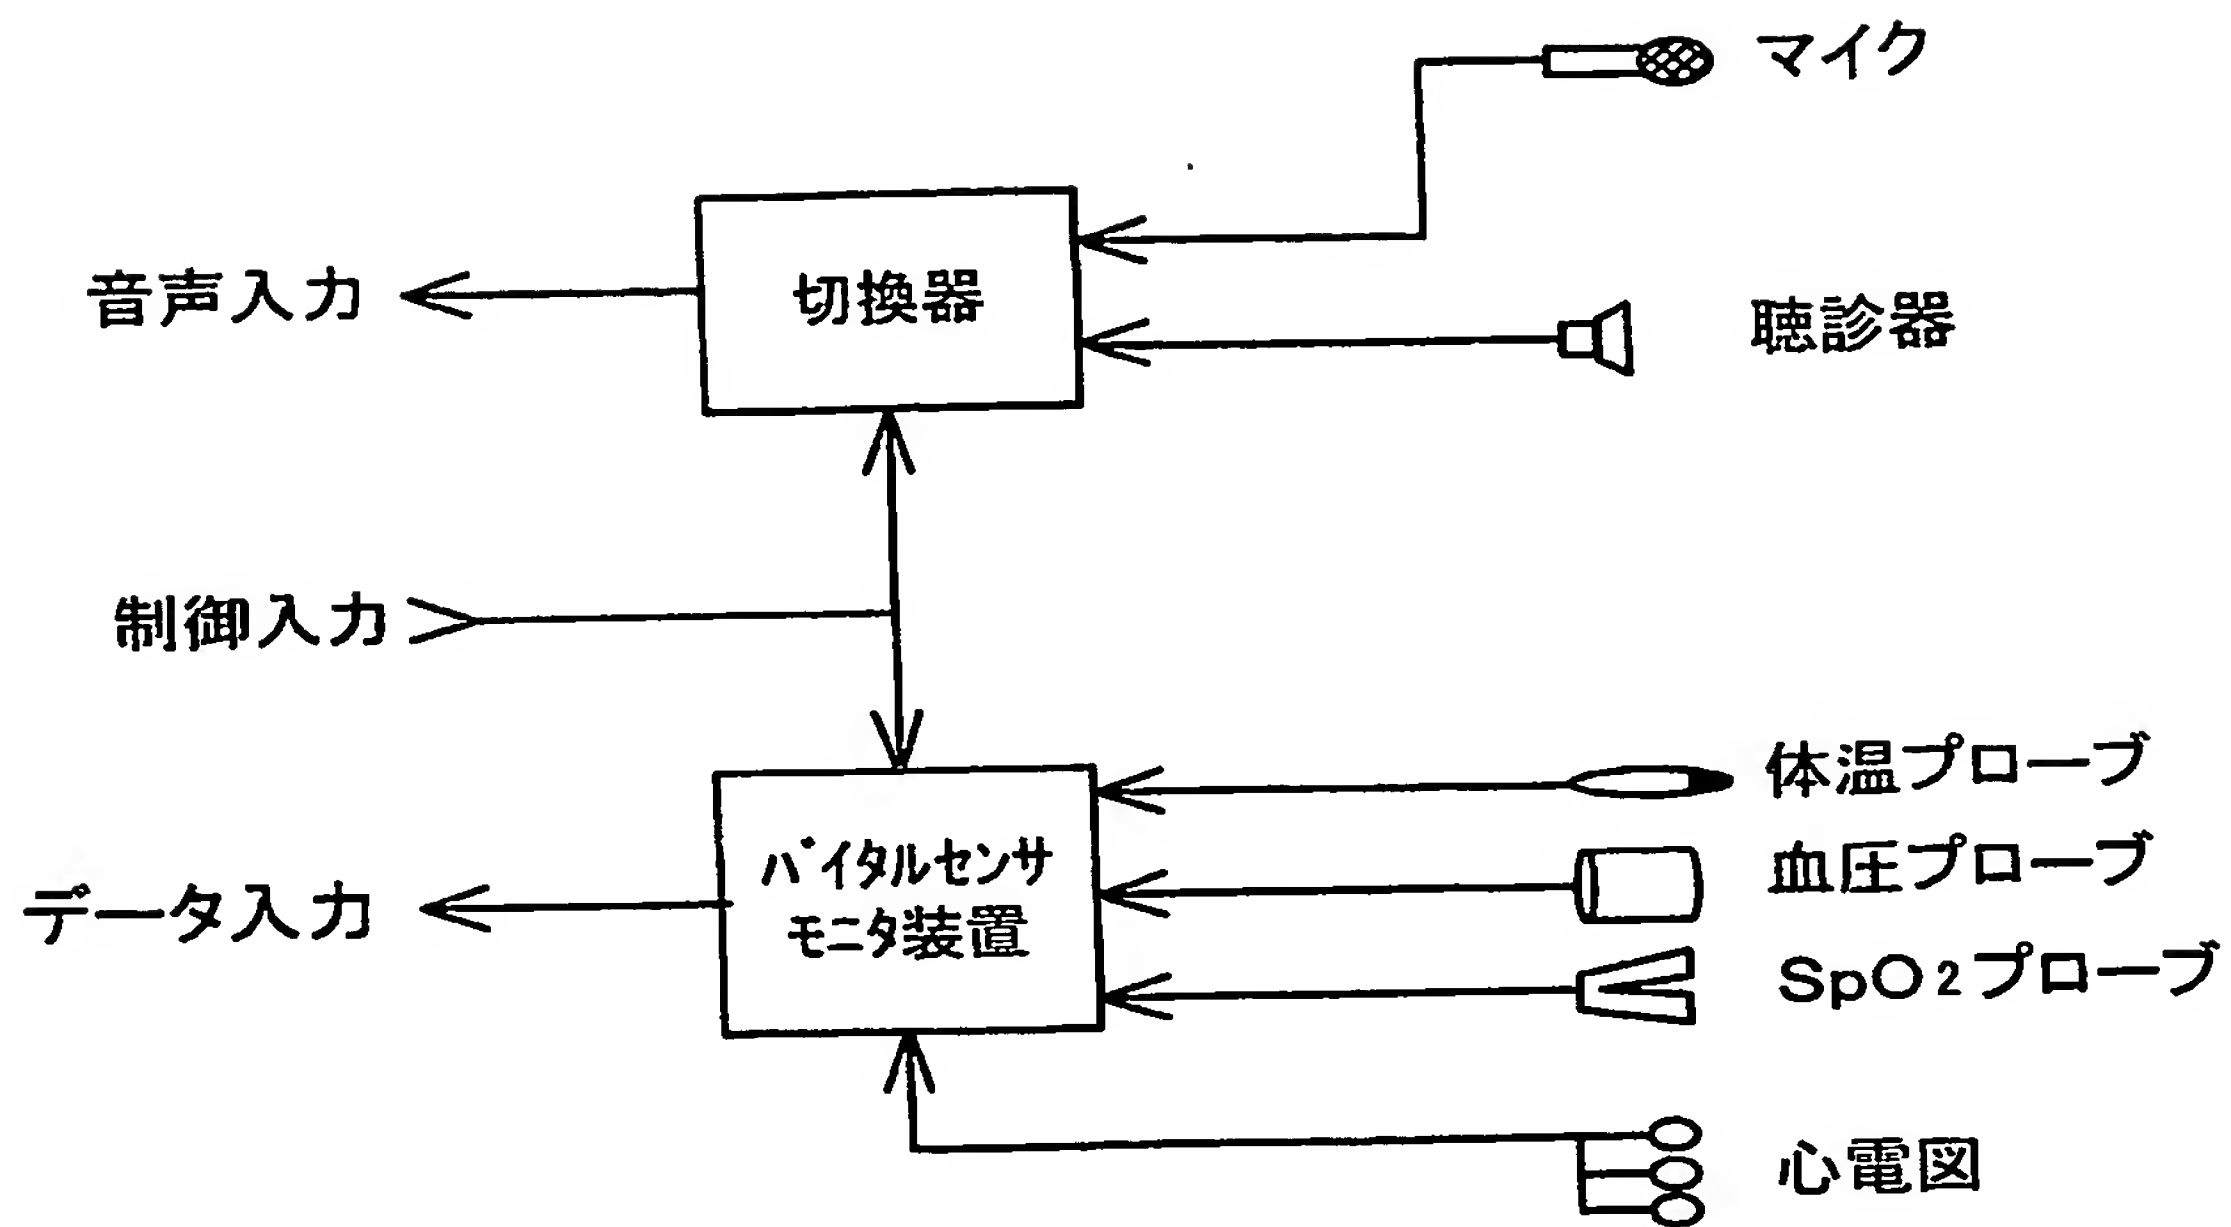 マイク
切換器
音声入力
聴診器
制御入力
体温プローブ
バイタルセンサ
モニタ装置
血圧プローブ
データ入力
SpO2プローブ
心電図